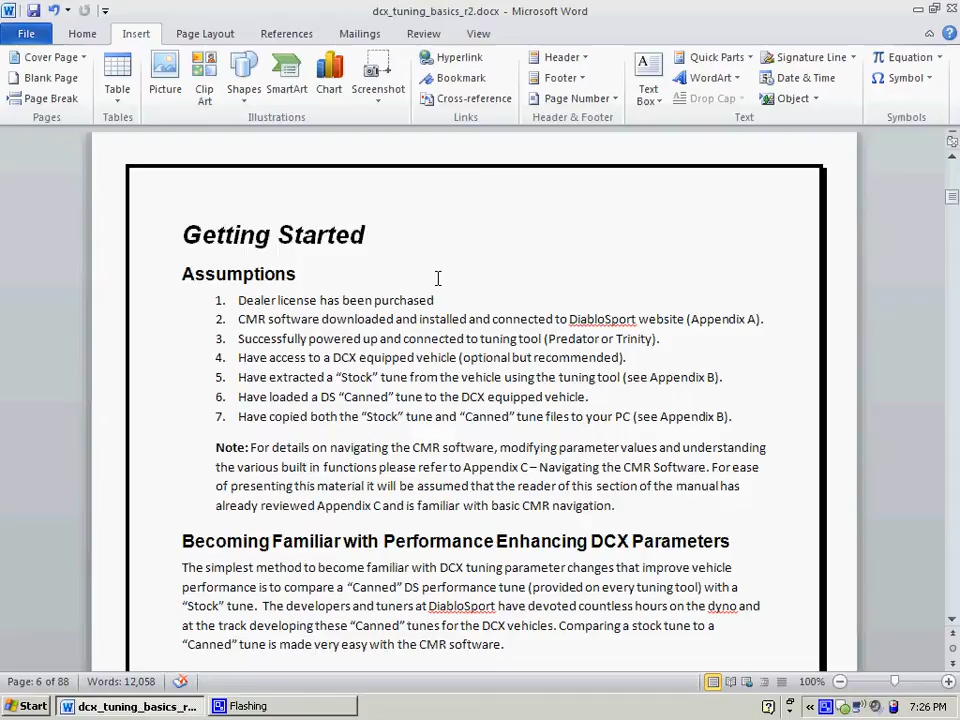 dcx_tuning_basics_r2.docx - Microsoft Word
File Home Insert Page Layout References Mailings Review View
Cover Page
Blank Page
Page Break
Pages
Table
Tables
Picture Clip Art Shapes SmartArt Chart Screenshot
Illustrations
Hyperlink
Bookmark
Cross-reference
Links
Header
Footer
Page Number
Header & Footer
Text Box
Quick Parts
WordArt
Drop Cap
Signature Line
Date & Time
Object
Text
Equation
Symbol
Symbols
Getting Started
Assumptions
1. Dealer license has been purchased
2. CMR software downloaded and installed and connected to DiabloSport website (Appendix A).
3. Successfully powered up and connected to tuning tool (Predator or Trinity).
4. Have access to a DCX equipped vehicle (optional but recommended).
5. Have extracted a “Stock” tune from the vehicle using the tuning tool (see Appendix B).
6. Have loaded a DS “Canned” tune to the DCX equipped vehicle.
7. Have copied both the “Stock” tune and “Canned” tune files to your PC (see Appendix B).
Note: For details on navigating the CMR software, modifying parameter values and understanding
the various built in functions please refer to Appendix C – Navigating the CMR Software. For ease
of presenting this material it will be assumed that the reader of this section of the manual has
already reviewed Appendix C and is familiar with basic CMR navigation.
Becoming Familiar with Performance Enhancing DCX Parameters
The simplest method to become familiar with DCX tuning parameter changes that improve vehicle
performance is to compare a “Canned” DS performance tune (provided on every tuning tool) with a
“Stock” tune. The developers and tuners at DiabloSport have devoted countless hours on the dyno and
at the track developing these “Canned” tunes for the DCX vehicles. Comparing a stock tune to a
“Canned” tune is made very easy with the CMR software.
Page: 6 of 88 Words: 12,058 100%
Start dcx_tuning_basics_r... Flashing 7:26 PM